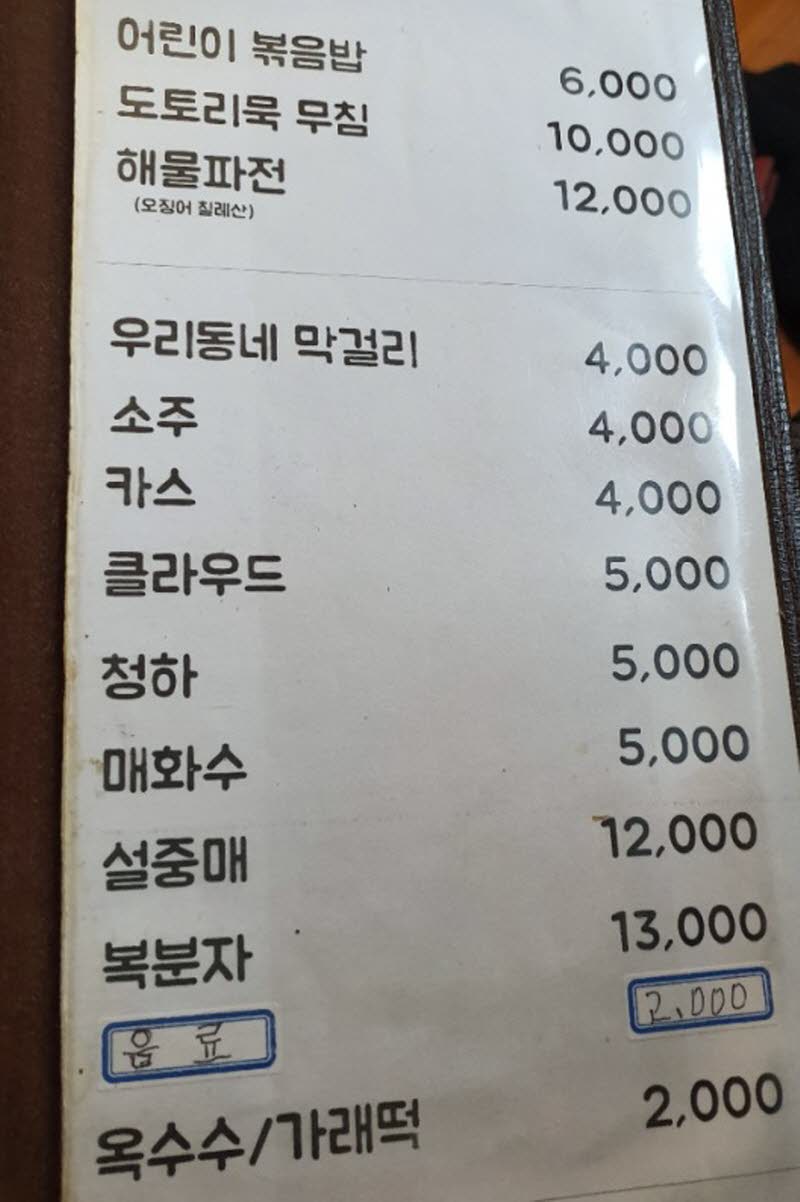 어린이 볶음밥 6,000
도토리묵 무침 10,000
해물파전 12,000
(오징어 칠레산)
우리동네 막걸리 4,000
소주 4,000
카스 4,000
클라우드 5,000
청하 5,000
매화수 5,000
설중매 12,000
복분자 13,000
음료 2,000
옥수수/가래떡 2,000